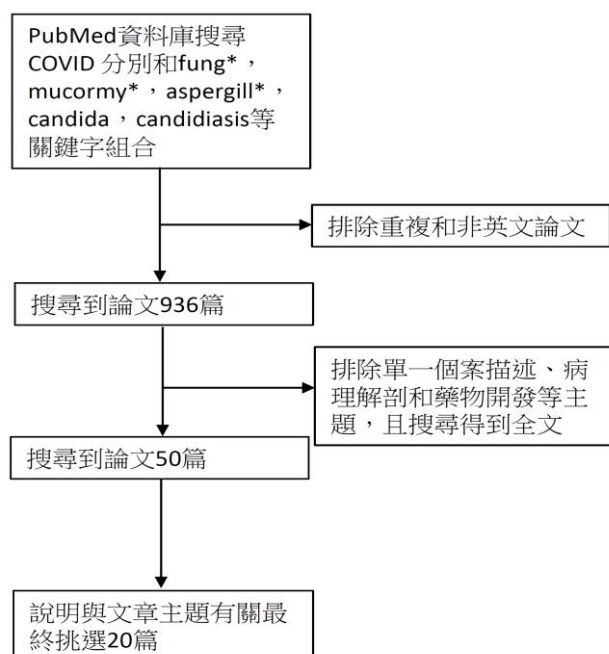 PubMed資料庫搜尋
COVID 分別和fung*，
mucormy*，aspergill*，
candida，candidiasis等
關鍵字組合
排除重複和非英文論文
搜尋到論文936篇
排除單一個案描述、病
理解剖和藥物開發等主
題，且搜尋得到全文
搜尋到論文50篇
說明與文章主題有關最
終挑選20篇